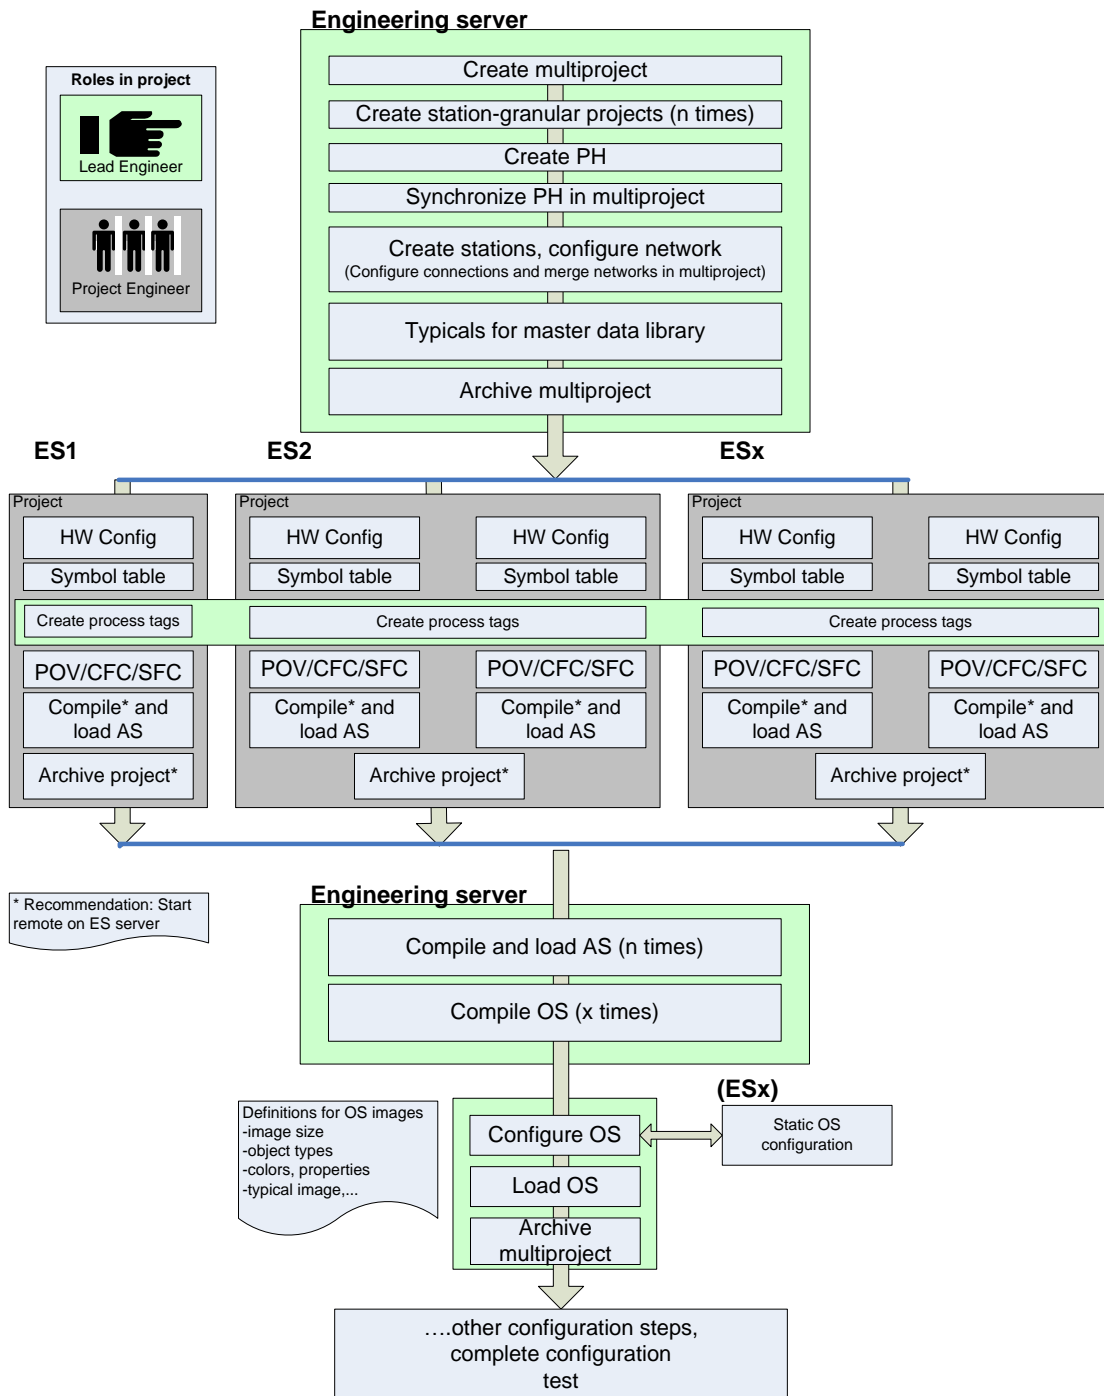 Engineering server
Roles in project
Lead Engineer
Project Engineer
Create multiproject
Create station-granular projects (n times)
Create PH
Synchronize PH in multiproject
Create stations, configure network
(Configure connections and merge networks in multiproject)
Typicals for master data library
Archive multiproject
ES1
ES2
ESx
Project
Project
Project
HW Config
HW Config
HW Config
HW Config
HW Config
Symbol table
Symbol table
Symbol table
Symbol table
Symbol table
Create process tags
Create process tags
Create process tags
POV/CFC/SFC
POV/CFC/SFC
POV/CFC/SFC
POV/CFC/SFC
POV/CFC/SFC
Compile* and
load AS
Compile* and
load AS
Compile* and
load AS
Compile* and
load AS
Compile* and
load AS
Archive project*
Archive project*
Archive project*
* Recommendation: Start
remote on ES server
Engineering server
Compile and load AS (n times)
Compile OS (x times)
Definitions for OS images
-image size
-object types
-colors, properties
-typical image,...
Configure OS
Load OS
Archive
multiproject
(ESx)
Static OS
configuration
....other configuration steps,
complete configuration
test